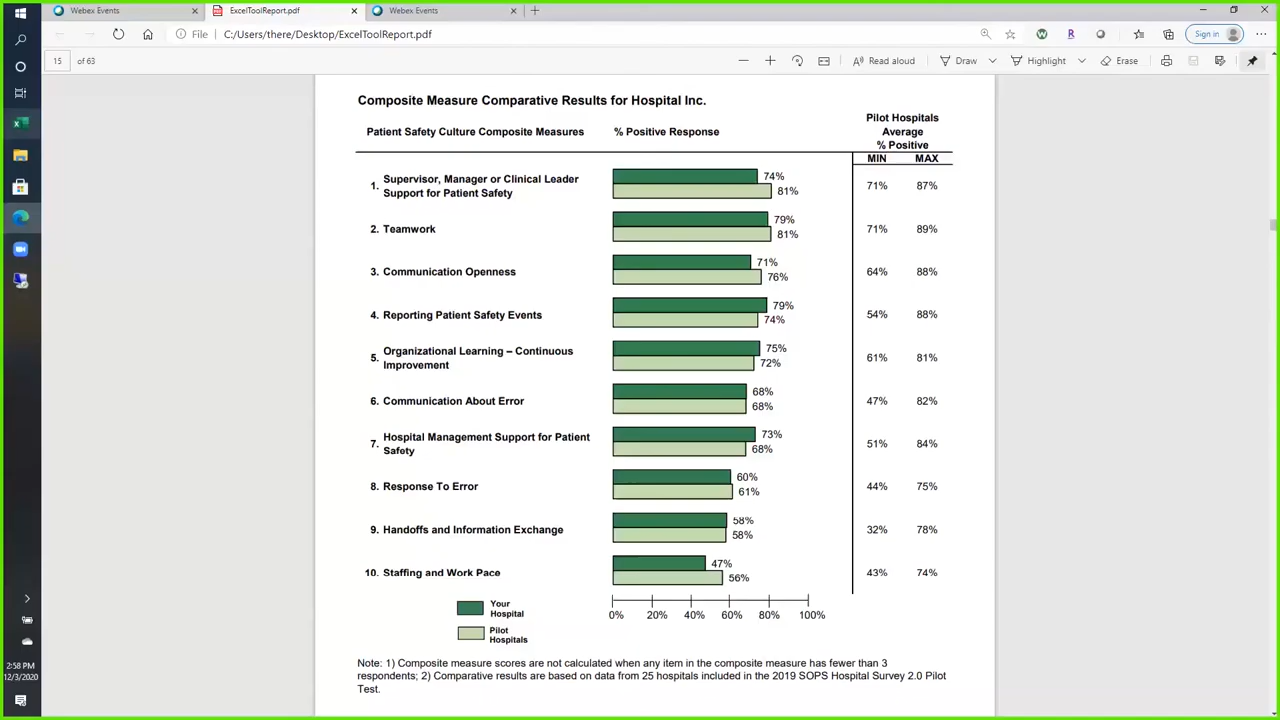 Webex Events
ExcelToolReport.pdf
Webex Events
File
C:/Users/there/Desktop/ExcelToolReport.pdf
Sign in
15 of 63
Read aloud
Draw
Highlight
Erase
Composite Measure Comparative Results for Hospital Inc.
Pilot Hospitals
Average
% Positive
Patient Safety Culture Composite Measures
% Positive Response
MIN MAX
1. Supervisor, Manager or Clinical Leader
Support for Patient Safety
74%
81%
71% 87%
2. Teamwork
79%
81%
71% 89%
3. Communication Openness
71%
76%
64% 88%
4. Reporting Patient Safety Events
79%
74%
54% 88%
5. Organizational Learning – Continuous
Improvement
75%
72%
61% 81%
6. Communication About Error
68%
68%
47% 82%
7. Hospital Management Support for Patient
Safety
73%
68%
51% 84%
8. Response To Error
60%
61%
44% 75%
9. Handoffs and Information Exchange
58%
58%
32% 78%
10. Staffing and Work Pace
47%
56%
43% 74%
Your
Hospital
Pilot
Hospitals
0% 20% 40% 60% 80% 100%
Note: 1) Composite measure scores are not calculated when any item in the composite measure has fewer than 3
respondents; 2) Comparative results are based on data from 25 hospitals included in the 2019 SOPS Hospital Survey 2.0 Pilot
Test.
2:58 PM
12/3/2020